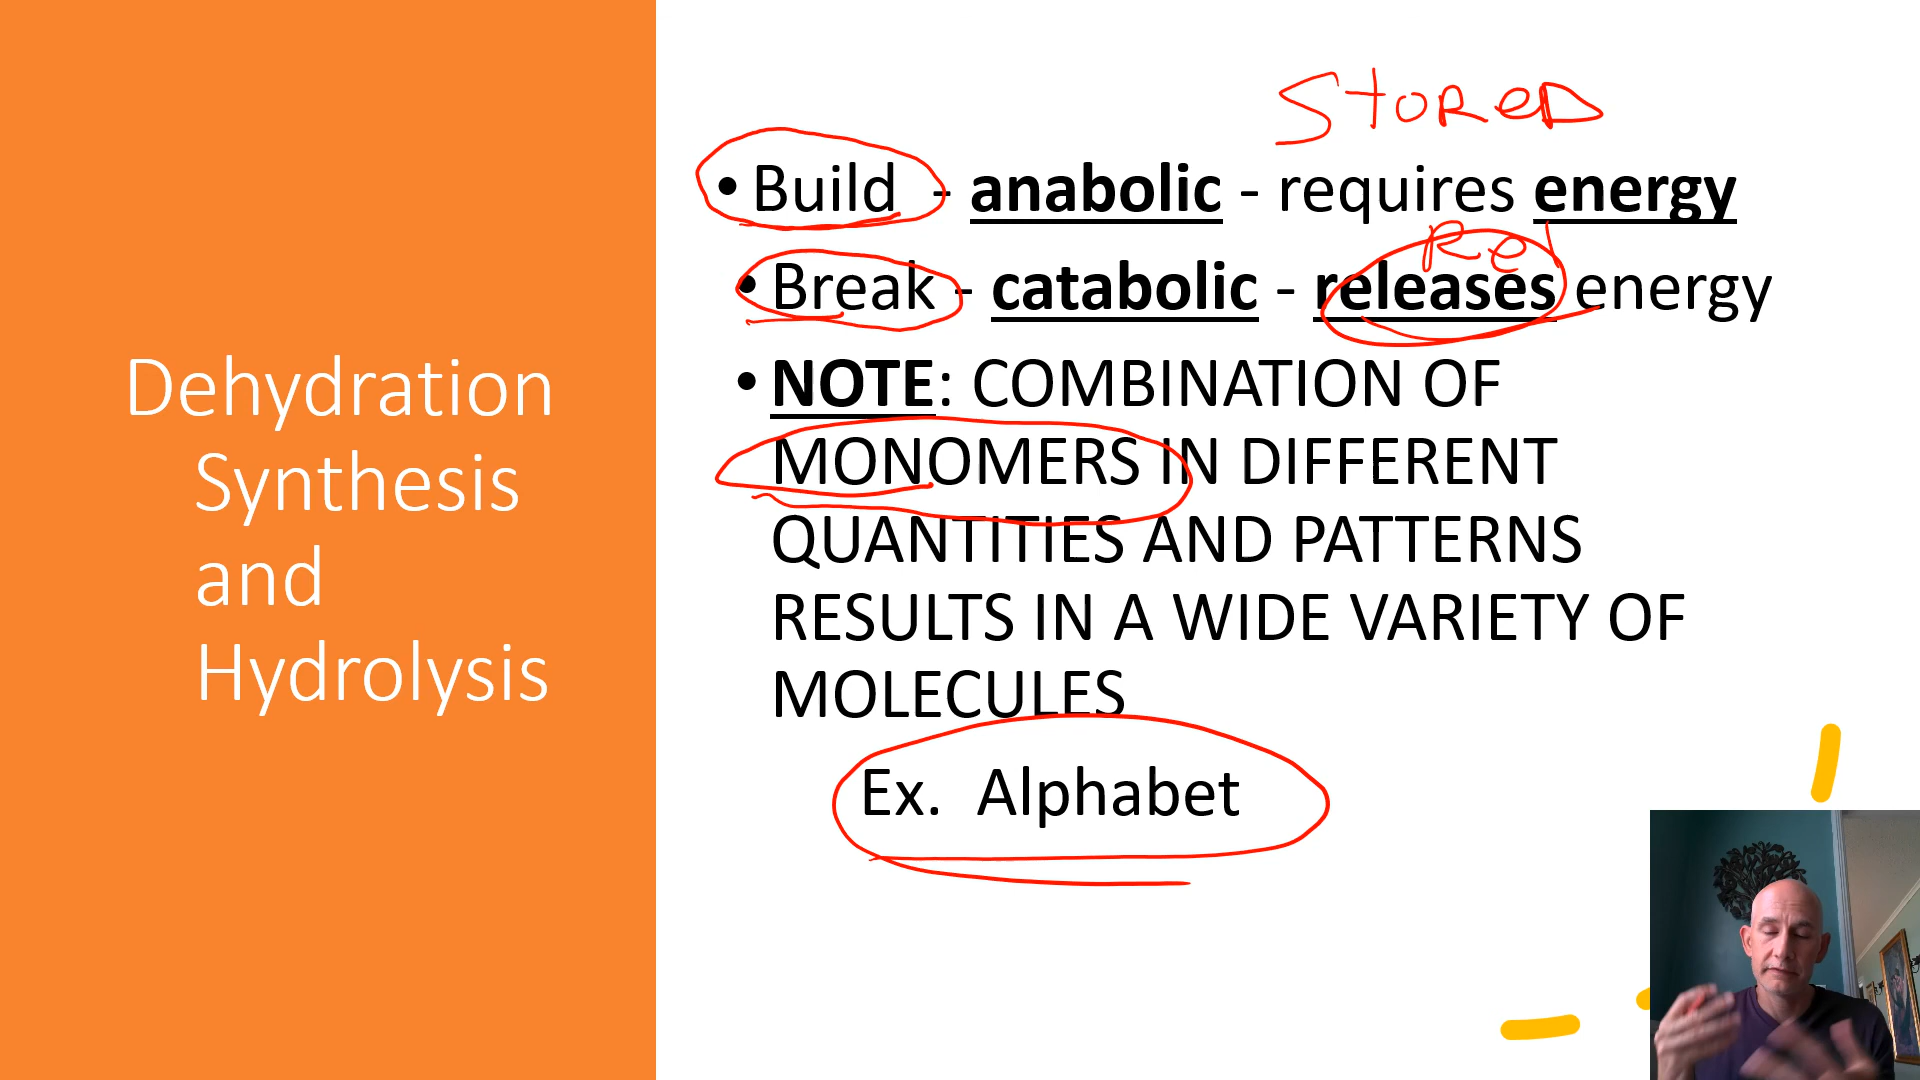 Dehydration
Synthesis
and
Hydrolysis
STOReD
• Build - anabolic - requires energy
Rel
• Break - catabolic - releases energy
• NOTE: COMBINATION OF
MONOMERS IN DIFFERENT
QUANTITIES AND PATTERNS
RESULTS IN A WIDE VARIETY OF
MOLECULES
Ex. Alphabet